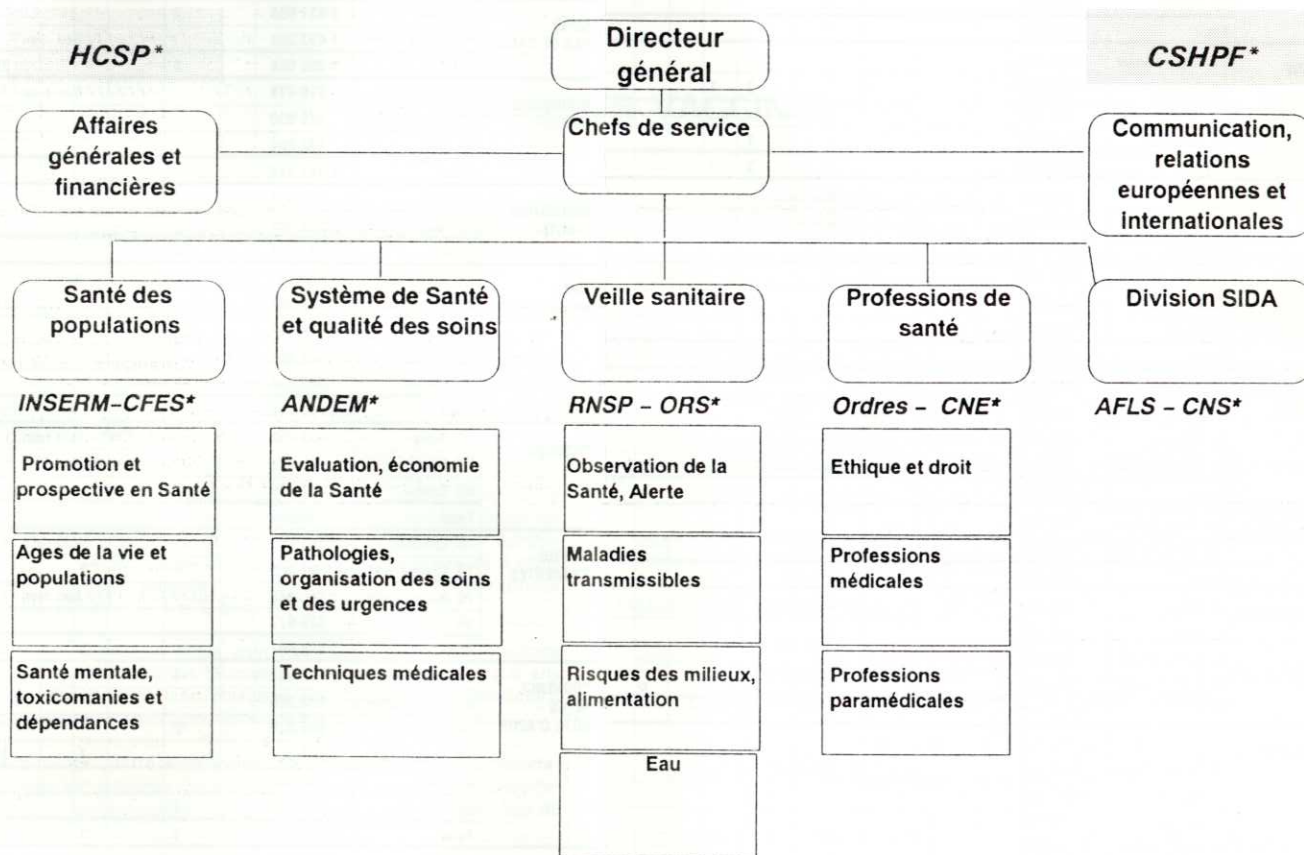 HCSP*
Directeur
général
CSHPF*
Affaires
générales et
financières
Chefs de service
Communication,
relations
européennes et
internationales
Santé des
populations
Système de Santé
et qualité des soins
Veille sanitaire
Professions de
santé
Division SIDA
INSERM-CFES*
ANDEM*
RNSP - ORS*
Ordres - CNE*
AFLS - CNS*
Promotion et
prospective en Santé
Evaluation, économie
de la Santé
Observation de la
Santé, Alerte
Ethique et droit
Ages de la vie et
populations
Pathologies,
organisation des soins
et des urgences
Maladies
transmissibles
Professions
médicales
Santé mentale,
toxicomanies et
dépendances
Techniques médicales
Risques des milieux,
alimentation
Professions
paramédicales
Eau